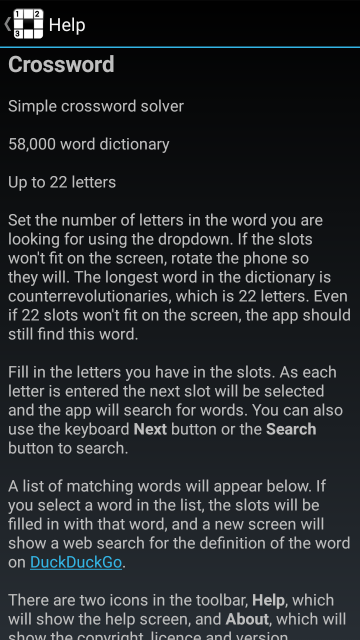 1 2
3
Help
Crossword
Simple crossword solver
58,000 word dictionary
Up to 22 letters
Set the number of letters in the word you are
looking for using the dropdown. If the slots
won't fit on the screen, rotate the phone so
they will. The longest word in the dictionary is
counterrevolutionaries, which is 22 letters. Even
if 22 slots won't fit on the screen, the app should
still find this word.
Fill in the letters you have in the slots. As each
letter is entered the next slot will be selected
and the app will search for words. You can also
use the keyboard Next button or the Search
button to search.
A list of matching words will appear below. If
you select a word in the list, the slots will be
filled in with that word, and a new screen will
show a web search for the definition of the word
on DuckDuckGo.
There are two icons in the toolbar, Help, which
will show the help screen, and About, which will
show the copyright, licence and version